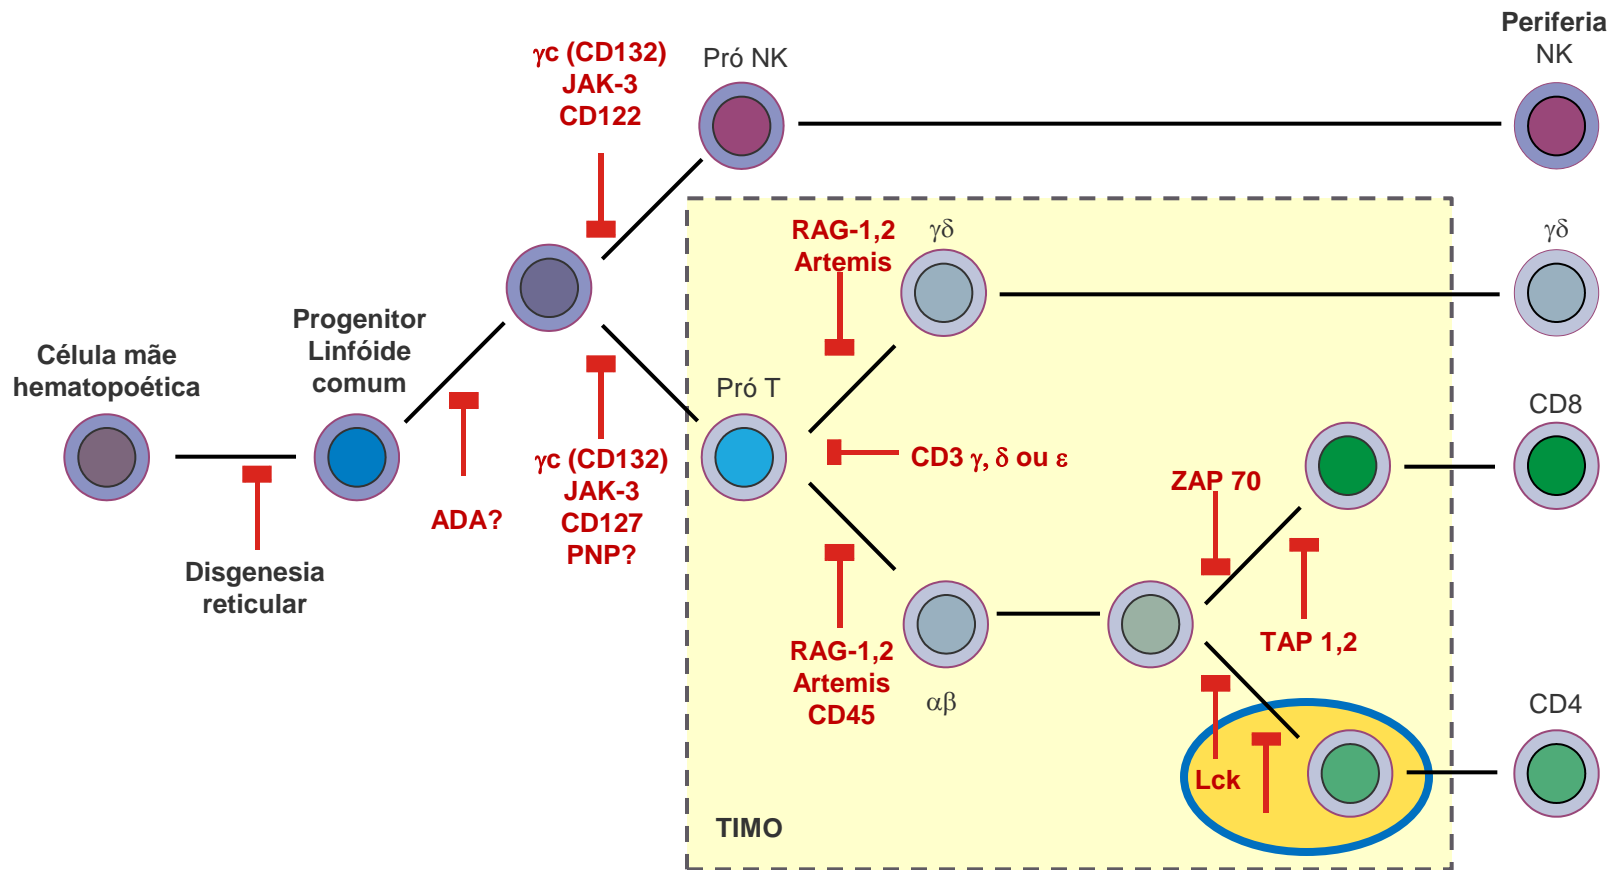 γc (CD132)
JAK-3
CD122
Pró NK
Periferia
NK
RAG-1,2
Artemis
γδ
γδ
Célula mãe
hematopoética
Progenitor
Linfóide
comum
Pró T
CD8
Disgenesia
reticular
ADA?
γc (CD132)
JAK-3
CD127
PNP?
CD3 γ, δ ou ε
ZAP 70
RAG-1,2
Artemis
CD45
αβ
TAP 1,2
CD4
Lck
TIMO